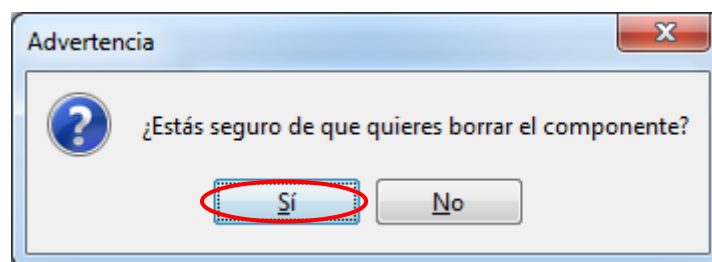 Advertencia
¿Estás seguro de que quieres borrar el componente?
Sí No